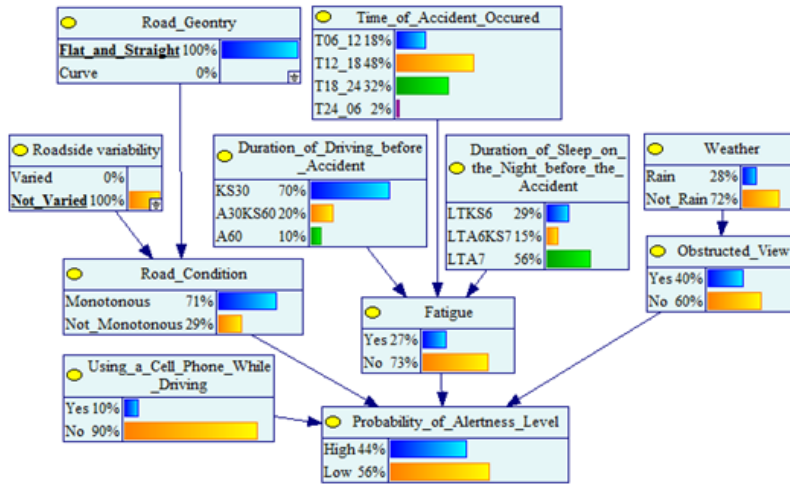 Road_Geontry
Flat_and_Straight 100%
Curve 0%
Time_of_Accident_Occured
T06_12 18%
T12_18 48%
T18_24 32%
T24_06 2%
Roadside variability
Varied 0%
Not_Varied 100%
Duration_of_Driving_before
_Accident
KS30 70%
A30KS60 20%
A60 10%
Duration_of_Sleep_on_
the_Night_before_the_
Accident
LTKS6 29%
LTA6KS7 15%
LTA7 56%
Weather
Rain 28%
Not_Rain 72%
Road_Condition
Monotonous 71%
Not_Monotonous 29%
Fatigue
Yes 27%
No 73%
Obstructed_View
Yes 40%
No 60%
Using_a_Cell_Phone_While
_Driving
Yes 10%
No 90%
Probability_of_Alertness_Level
High 44%
Low 56%